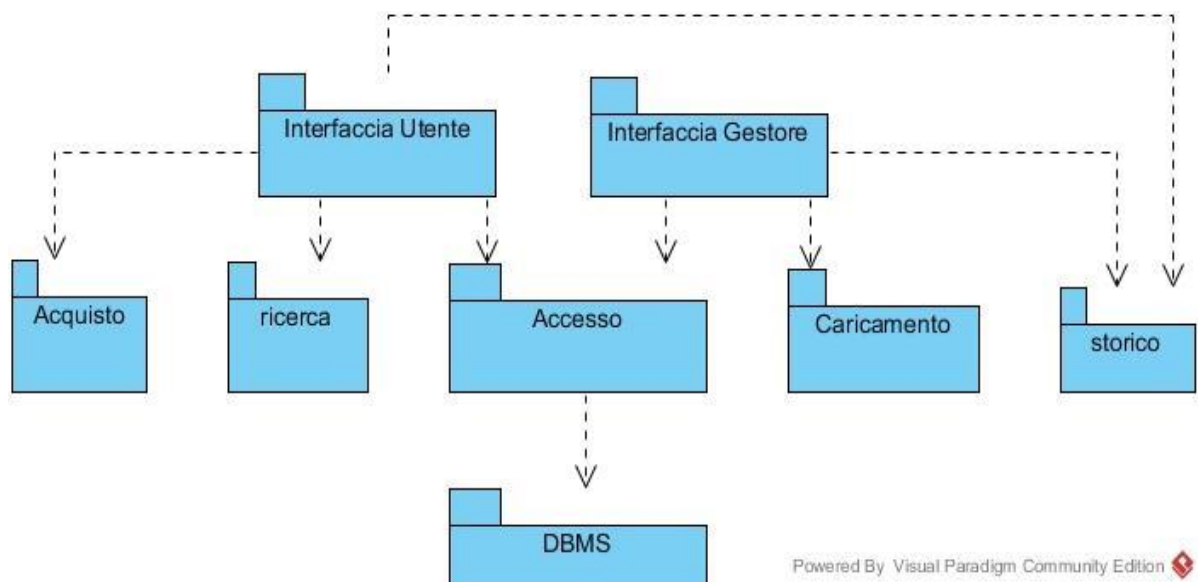 Interfaccia Utente
Interfaccia Gestore
Acquisto
ricerca
Accesso
Caricamento
storico
DBMS
Powered By Visual Paradigm Community Edition